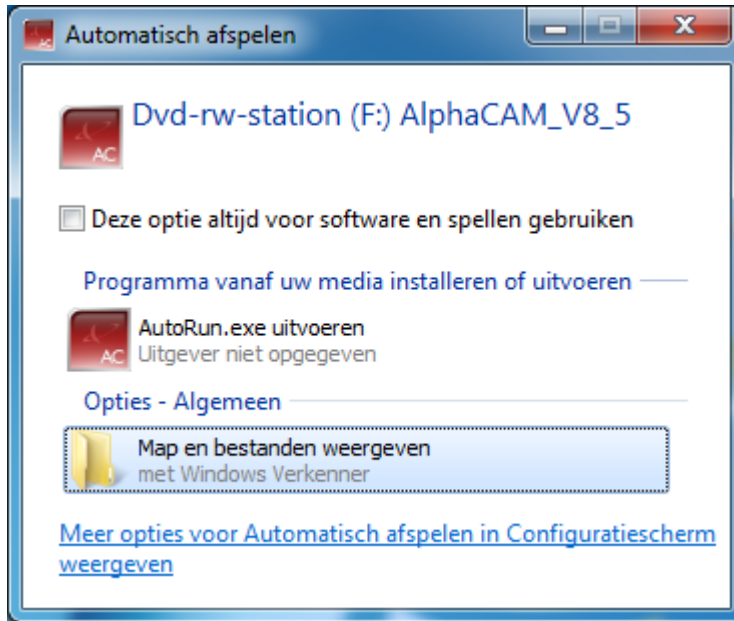 Automatisch afspelen
Dvd-rw-station (F:) AlphaCAM_V8_5
AC
Deze optie altijd voor software en spellen gebruiken
Programma vanaf uw media installeren of uitvoeren
AutoRun.exe uitvoeren
AC
Uitgever niet opgegeven
Opties - Algemeen
Map en bestanden weergeven
met Windows Verkenner
Meer opties voor Automatisch afspelen in Configuratiescherm
weergeven